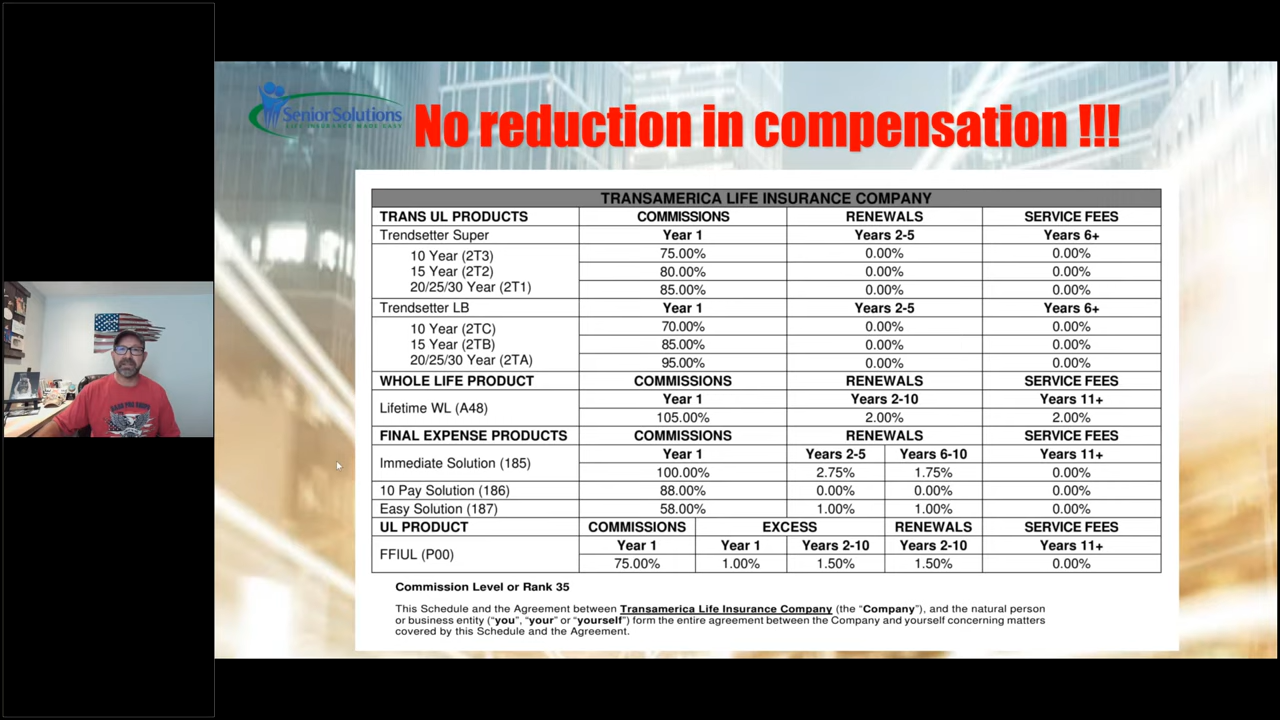 SeniorSolutions
LIFE INSURANCE MADE EASY
No reduction in compensation !!!
TRANSAMERICA LIFE INSURANCE COMPANY
TRANS UL PRODUCTS COMMISSIONS RENEWALS SERVICE FEES
Trendsetter Super Year 1 Years 2-5 Years 6+
10 Year (2T3) 75.00% 0.00% 0.00%
15 Year (2T2) 80.00% 0.00% 0.00%
20/25/30 Year (2T1) 85.00% 0.00% 0.00%
Trendsetter LB Year 1 Years 2-5 Years 6+
10 Year (2TC) 70.00% 0.00% 0.00%
15 Year (2TB) 85.00% 0.00% 0.00%
20/25/30 Year (2TA) 95.00% 0.00% 0.00%
WHOLE LIFE PRODUCT COMMISSIONS RENEWALS SERVICE FEES
Lifetime WL (A48) Year 1 Years 2-10 Years 11+
105.00% 2.00% 2.00%
FINAL EXPENSE PRODUCTS COMMISSIONS RENEWALS SERVICE FEES
Immediate Solution (185) Year 1 Years 2-5 Years 6-10 Years 11+
100.00% 2.75% 1.75% 0.00%
10 Pay Solution (186) 88.00% 0.00% 0.00% 0.00%
Easy Solution (187) 58.00% 1.00% 1.00% 0.00%
UL PRODUCT COMMISSIONS EXCESS RENEWALS SERVICE FEES
FFIUL (P00) Year 1 Year 1 Years 2-10 Years 2-10 Years 11+
75.00% 1.00% 1.50% 1.50% 0.00%
Commission Level or Rank 35
This Schedule and the Agreement between Transamerica Life Insurance Company (the “Company”), and the natural person
or business entity (“you”, “your” or “yourself”) form the entire agreement between the Company and yourself concerning matters
covered by this Schedule and the Agreement.